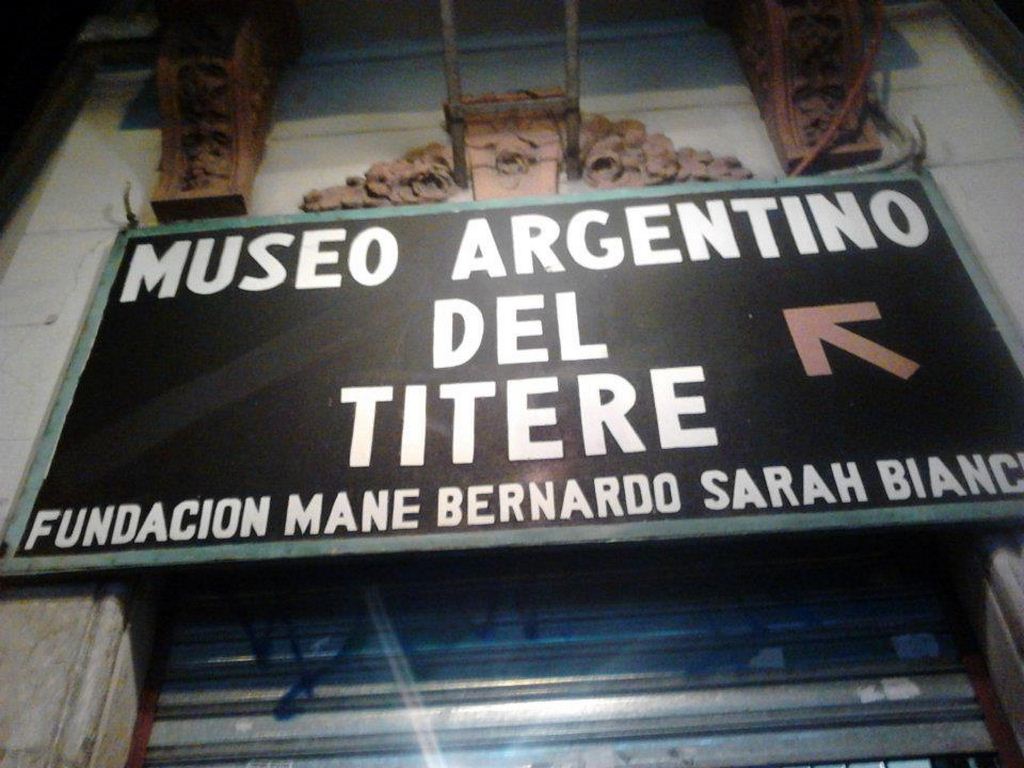 MUSEO ARGENTINO
DEL
TITERE
FUNDACION MANE BERNARDO SARAH BIANC